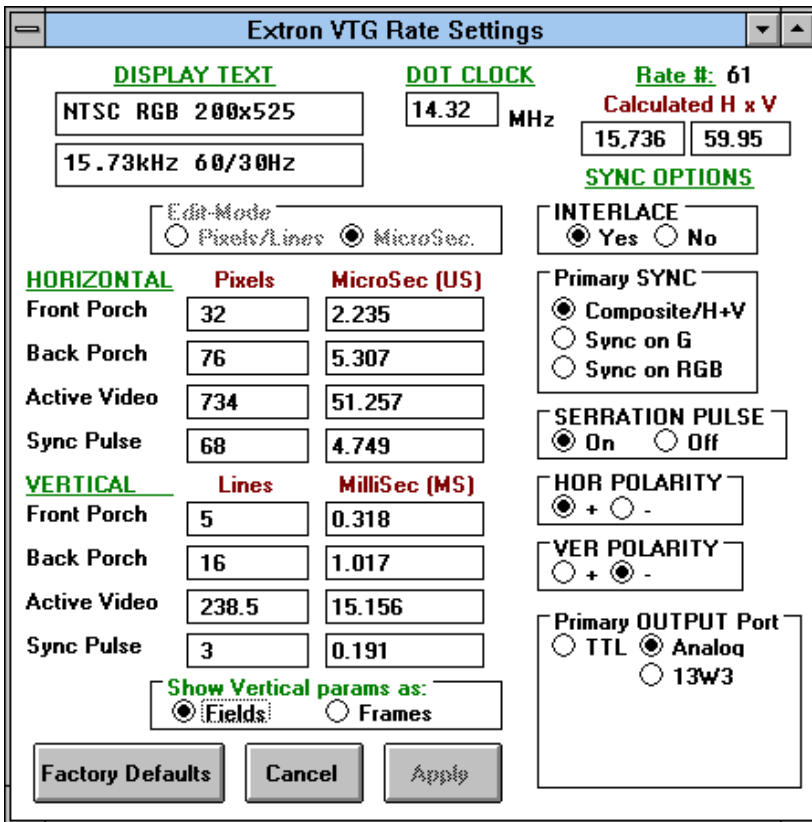 Extron VTG Rate Settings
DISPLAY TEXT
NTSC RGB 200x525
15.73kHz 60/30Hz
DOT CLOCK
14.32 MHz
Rate #: 61
Calculated H x V
15,736 59.95
SYNC OPTIONS
Edit-Mode
Pixels/Lines MicroSec.
INTERLACE
Yes No
HORIZONTAL Pixels MicroSec (US)
Front Porch 32 2.235
Back Porch 76 5.307
Active Video 734 51.257
Sync Pulse 68 4.749
Primary SYNC
Composite/H+V
Sync on G
Sync on RGB
SERRATION PULSE
On Off
VERTICAL Lines MilliSec (MS)
Front Porch 5 0.318
Back Porch 16 1.017
Active Video 238.5 15.156
Sync Pulse 3 0.191
HOR POLARITY
+ -
VER POLARITY
+ -
Show Vertical params as:
Fields Frames
Primary OUTPUT Port
TTL Analog
13W3
Factory Defaults Cancel Apply